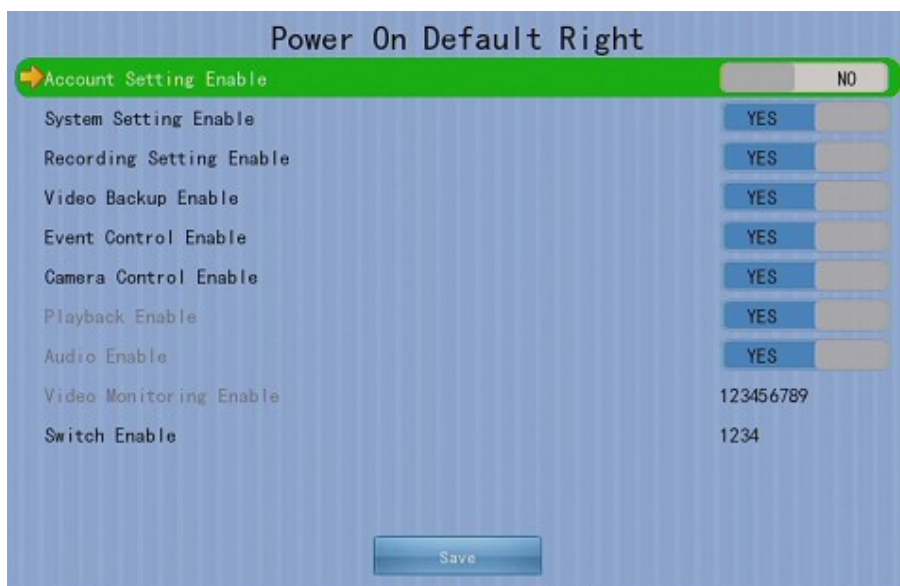 Power On Default Right
Account Setting Enable NO
System Setting Enable YES
Recording Setting Enable YES
Video Backup Enable YES
Event Control Enable YES
Camera Control Enable YES
Playback Enable YES
Audio Enable YES
Video Monitoring Enable 123456789
Switch Enable 1234
Save